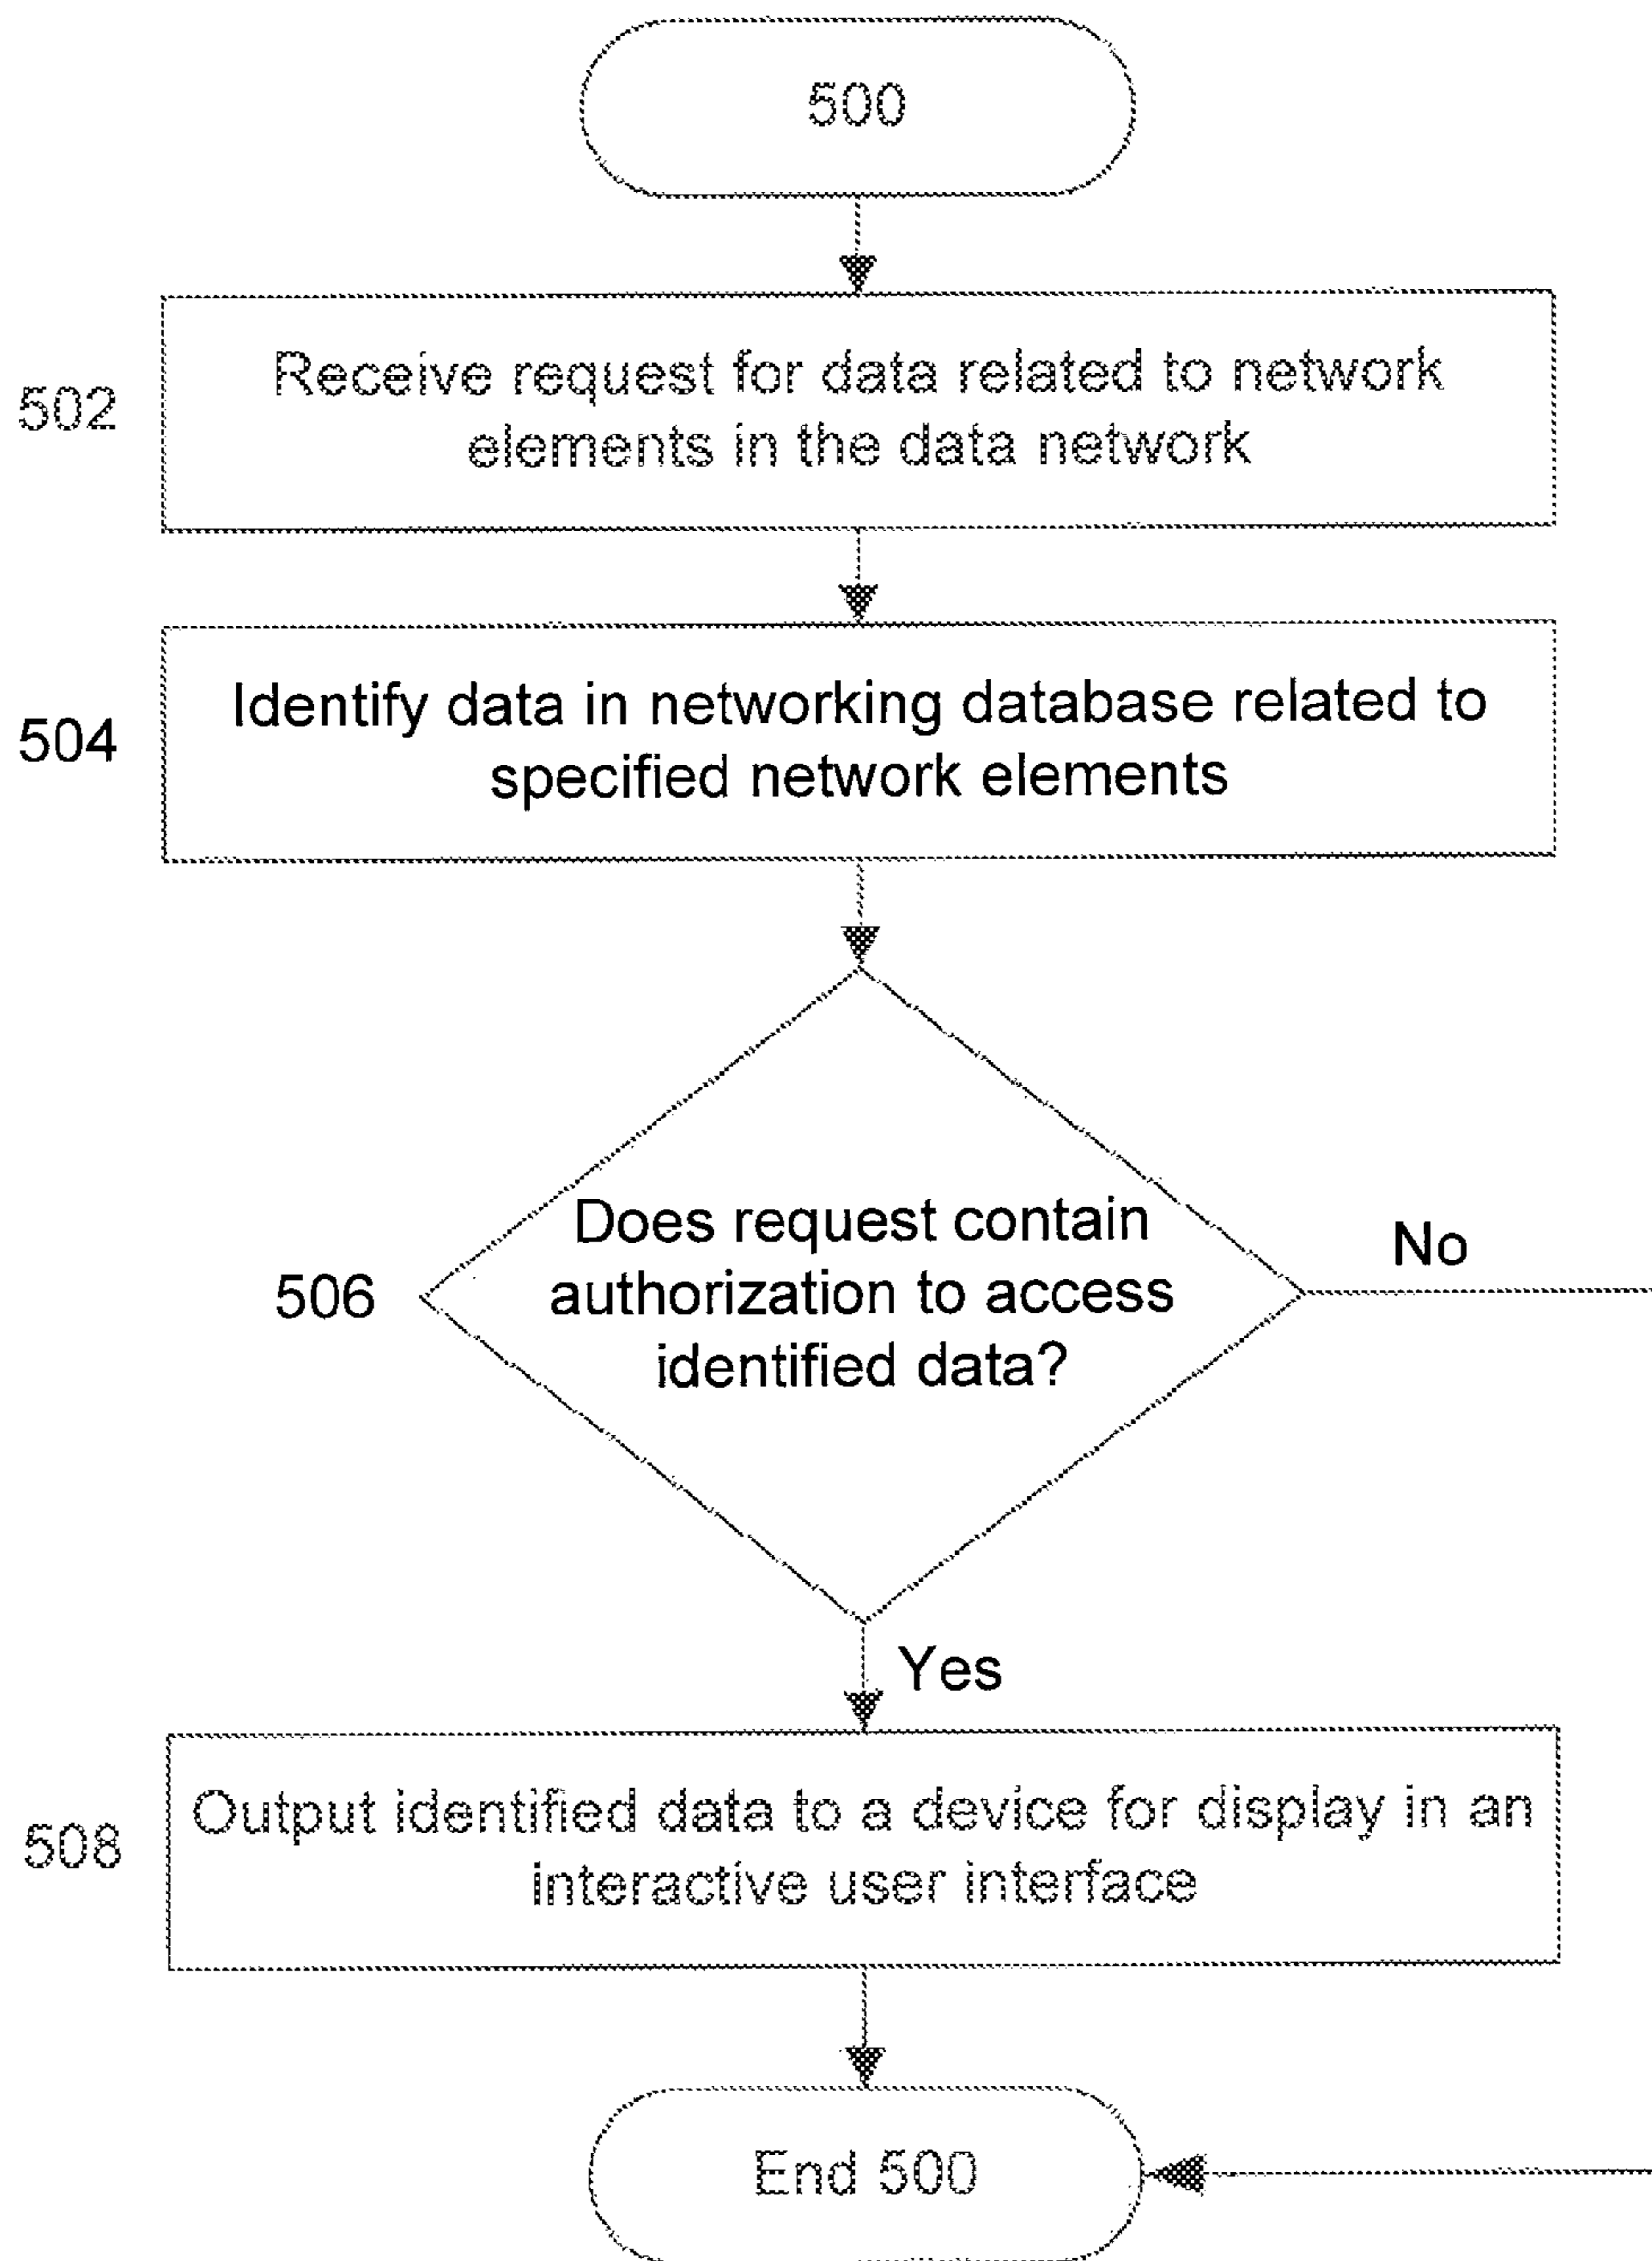 500
502
Receive request for data related to network
elements in the data network
504
Identify data in networking database related to
specified network elements
506
Does request contain
authorization to access
identified data?
No
Yes
508
Output identified data to a device for display in an
interactive user interface
End 500